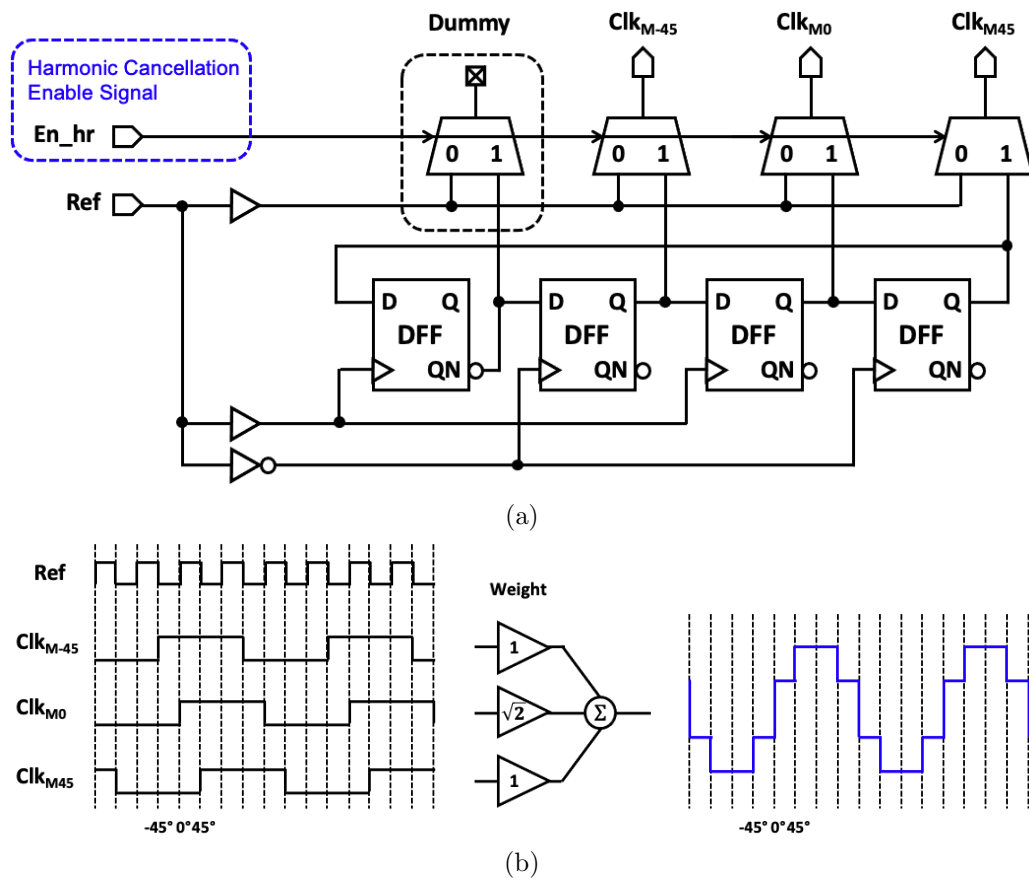 Dummy
Clk_M-45
Clk_M0
Clk_M45
Harmonic Cancellation
Enable Signal
En_hr
0 1
0 1
0 1
0 1
Ref
D Q
DFF
QN
D Q
DFF
QN
D Q
DFF
QN
D Q
DFF
QN
(a)
Ref
Clk_M-45
Clk_M0
Clk_M45
-45° 0° 45°
Weight
1
√2
1
Σ
-45° 0° 45°
(b)